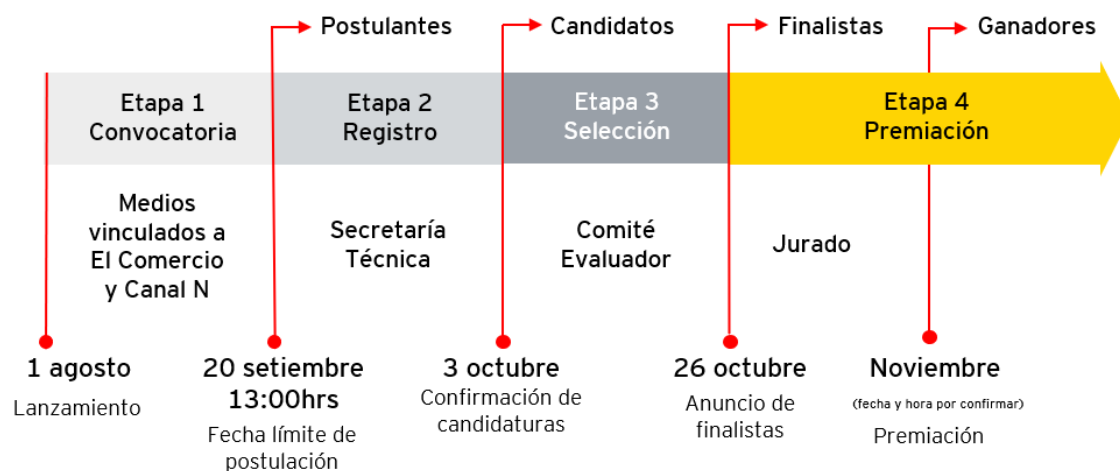 Postulantes
Candidatos
Finalistas
Ganadores
Etapa 1
Convocatoria
Etapa 2
Registro
Etapa 3
Selección
Etapa 4
Premiación
Medios
vinculados a
El Comercio
y Canal N
Secretaría
Técnica
Comité
Evaluador
Jurado
1 agosto
Lanzamiento
20 setiembre
13:00hrs
Fecha límite de
postulación
3 octubre
Confirmación de
candidaturas
26 octubre
Anuncio de
finalistas
Noviembre
(fecha y hora por confirmar)
Premiación